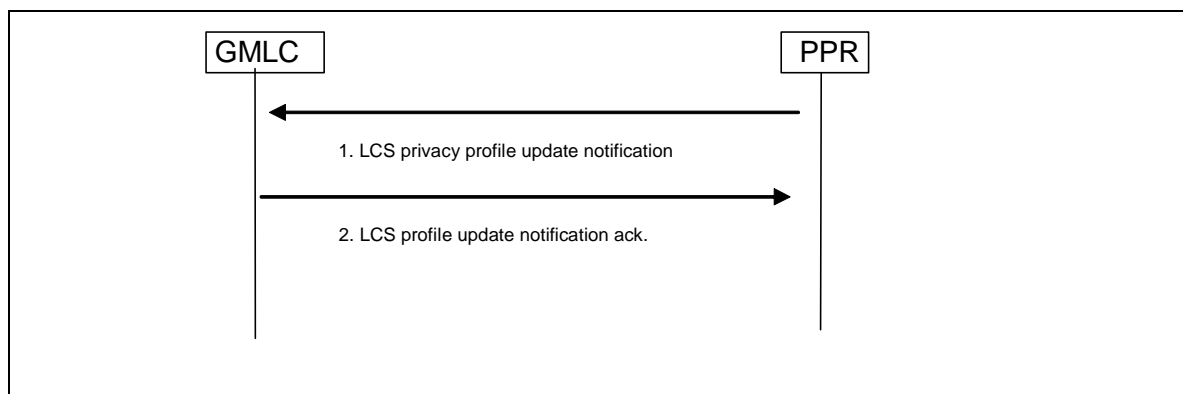 GMLC
PPR
1. LCS privacy profile update notification
2. LCS profile update notification ack.